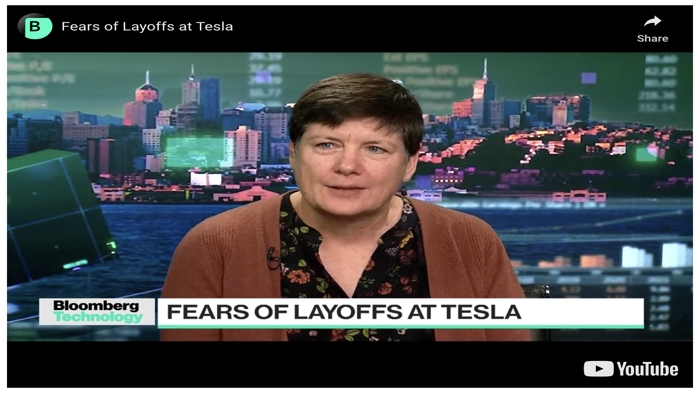 B
Fears of Layoffs at Tesla
Share
Bloomberg
Technology
FEARS OF LAYOFFS AT TESLA
YouTube